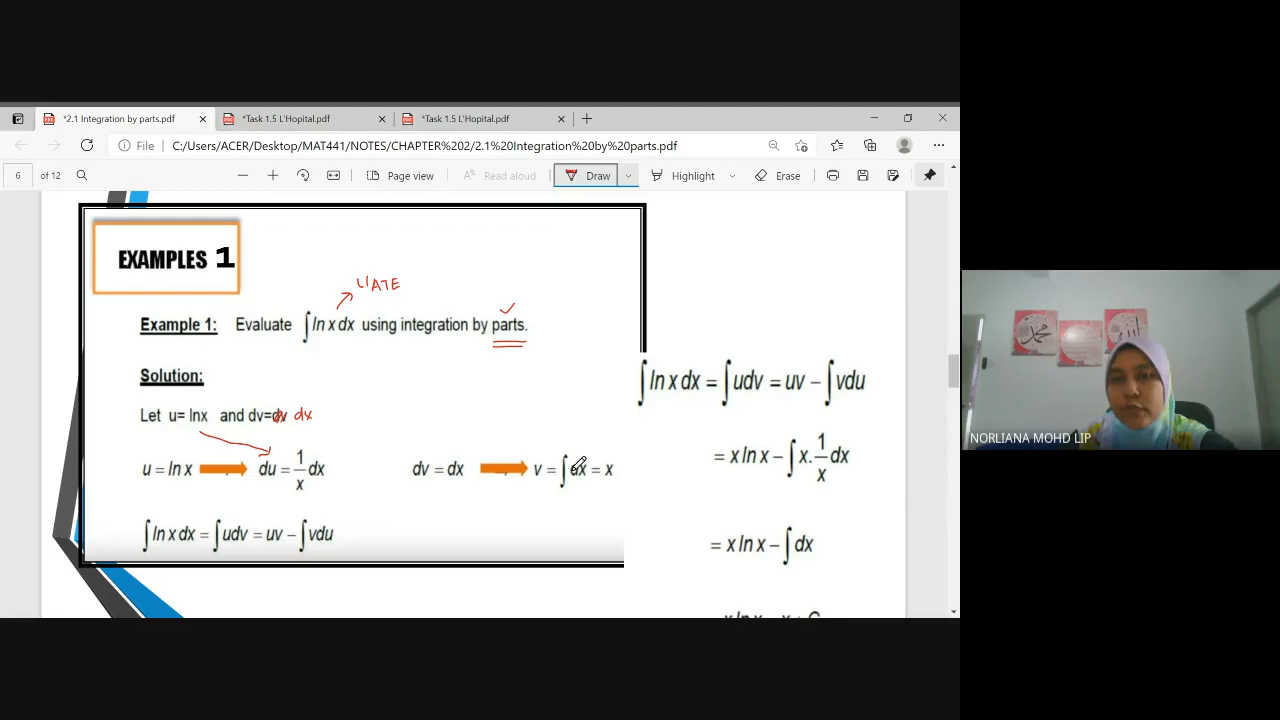 *2.1 Integration by parts.pdf
*Task 1.5 L'Hopital.pdf
*Task 1.5 L'Hopital.pdf
File C:/Users/ACER/Desktop/MAT441/NOTES/CHAPTER%202/2.1%20Integration%20by%20parts.pdf
6 of 12 Page view Read aloud Draw Highlight Erase
EXAMPLES 1
LIATE
Example 1: Evaluate ∫ ln x dx using integration by parts.
Solution:
Let u= lnx and dv= dx
u = ln x du = 1/x dx dv = dx v = ∫ dx = x
∫ ln x dx = ∫ udv = uv − ∫ vdu
∫ ln x dx = ∫ udv = uv − ∫ vdu
= x ln x − ∫ x. 1/x dx
= x ln x − ∫ dx
NORLIANA MOHD LIP